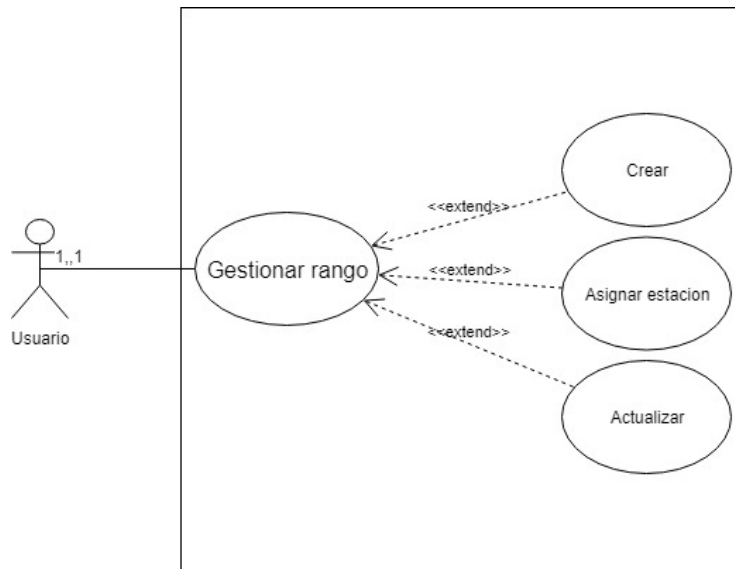 Crear
<<extend>>
1,,1
Gestionar rango
<<extend>>
Asignar estacion
Usuario
<<extend>>
Actualizar